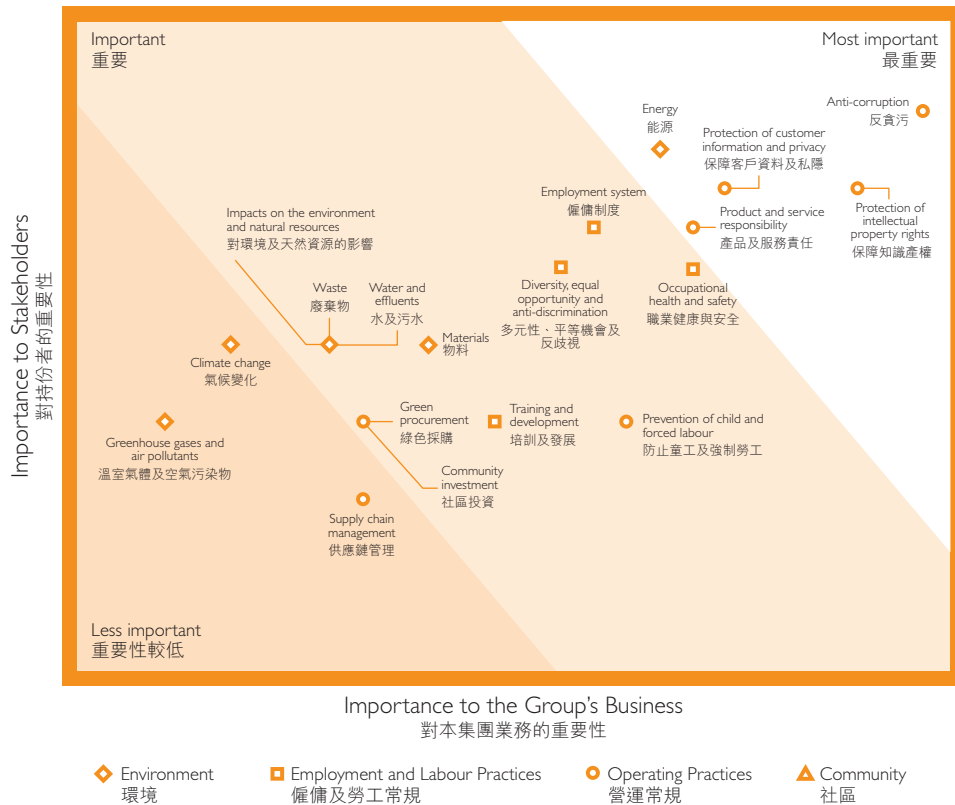 Important
重要
Most important
最重要
Energy
能源
Anti-corruption
反貪污
Protection of customer
information and privacy
保障客戶資料及私隱
Employment system
僱傭制度
Product and service
responsibility
產品及服務責任
Protection of
intellectual
property rights
保障知識產權
Impacts on the environment
and natural resources
對環境及天然資源的影響
Waste
廢棄物
Water and
effluents
水及污水
Diversity, equal
opportunity and
anti-discrimination
多元性、平等機會及
反歧視
Occupational
health and safety
職業健康與安全
Materials
物料
Climate change
氣候變化
Greenhouse gases and
air pollutants
溫室氣體及空氣污染物
Green
procurement
綠色採購
Training and
development
培訓及發展
Prevention of child and
forced labour
防止童工及強制勞工
Community
investment
社區投資
Supply chain
management
供應鏈管理
Less important
重要性較低
Importance to Stakeholders
對持份者的重要性
Importance to the Group's Business
對本集團業務的重要性
Environment
環境
Employment and Labour Practices
僱傭及勞工常規
Operating Practices
營運常規
Community
社區